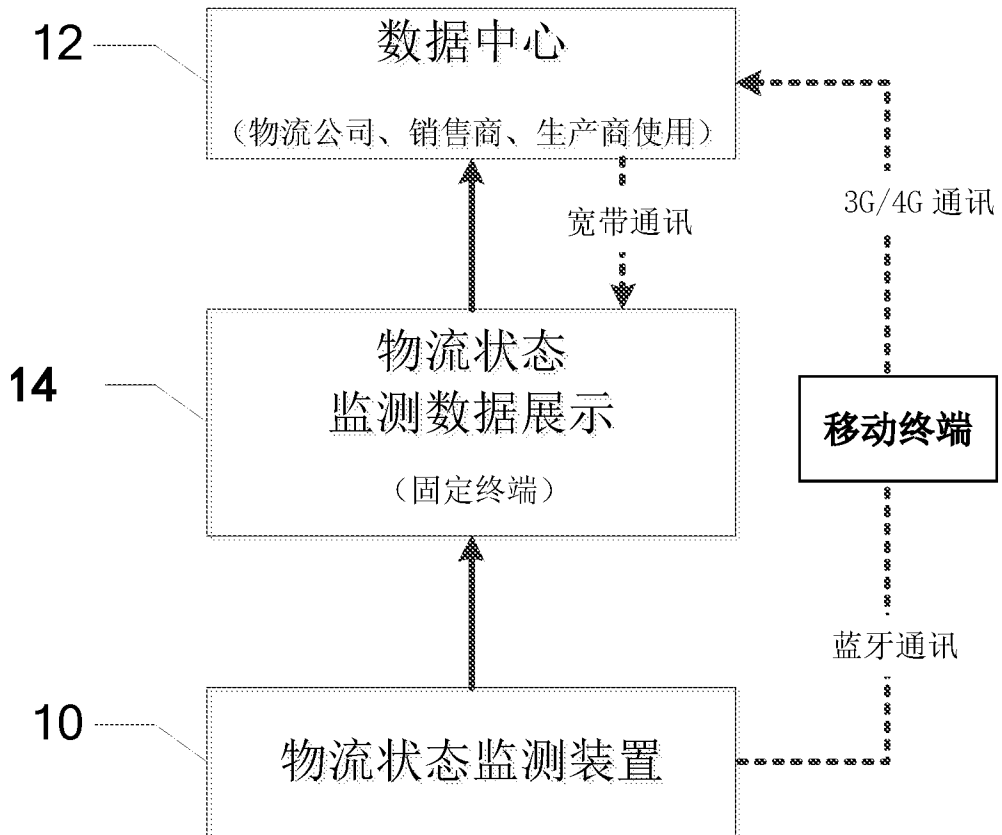 12
数据中心
（物流公司、销售商、生产商使用）
3G/4G 通讯
宽带通讯
14
物流状态
监测数据展示
（固定终端）
移动终端
蓝牙通讯
10
物流状态监测装置